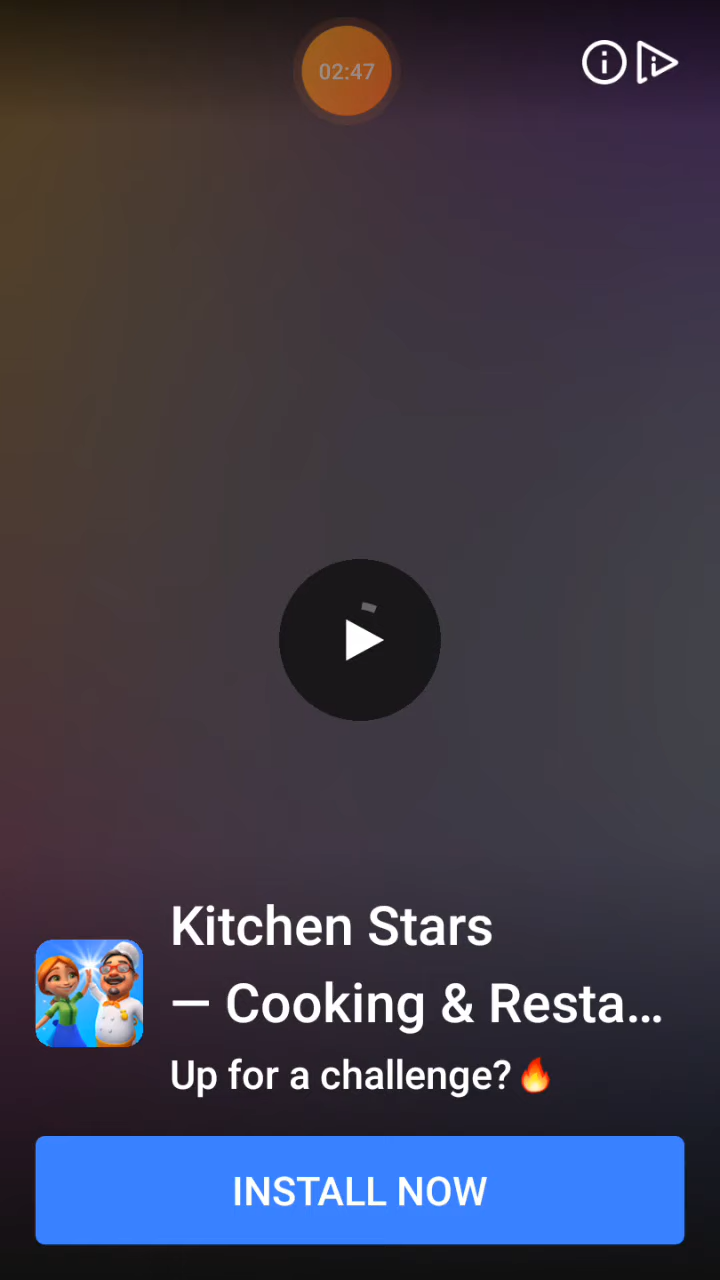 02:47
Kitchen Stars
— Cooking & Resta...
Up for a challenge?🔥
INSTALL NOW